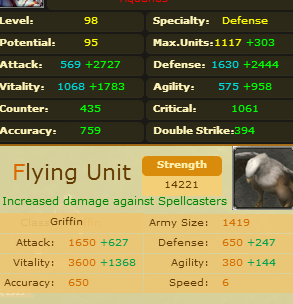 Level: 98 Specialty: Defense
Potential: 95 Max.Units: 1117 +303
Attack: 569 +2727 Defense: 1630 +2444
Vitality: 1068 +1783 Agility: 575 +958
Counter: 435 Critical: 1061
Accuracy: 759 Double Strike: 394
Flying Unit Strength
14221
Increased damage against Spellcasters
Griffin Army Size: 1419
Attack: 1650 +627 Defense: 650 +247
Vitality: 3600 +1368 Agility: 380 +144
Accuracy: 650 Speed: 6